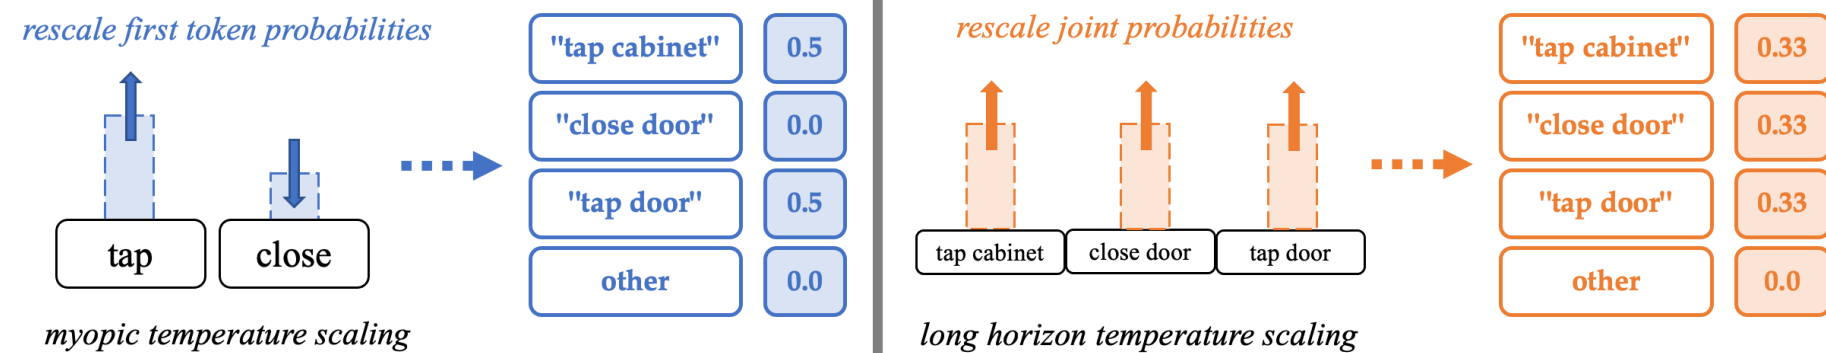 rescale first token probabilities
tap
close
myopic temperature scaling
"tap cabinet" 0.5
"close door" 0.0
"tap door" 0.5
other 0.0
rescale joint probabilities
tap cabinet
close door
tap door
long horizon temperature scaling
"tap cabinet" 0.33
"close door" 0.33
"tap door" 0.33
other 0.0